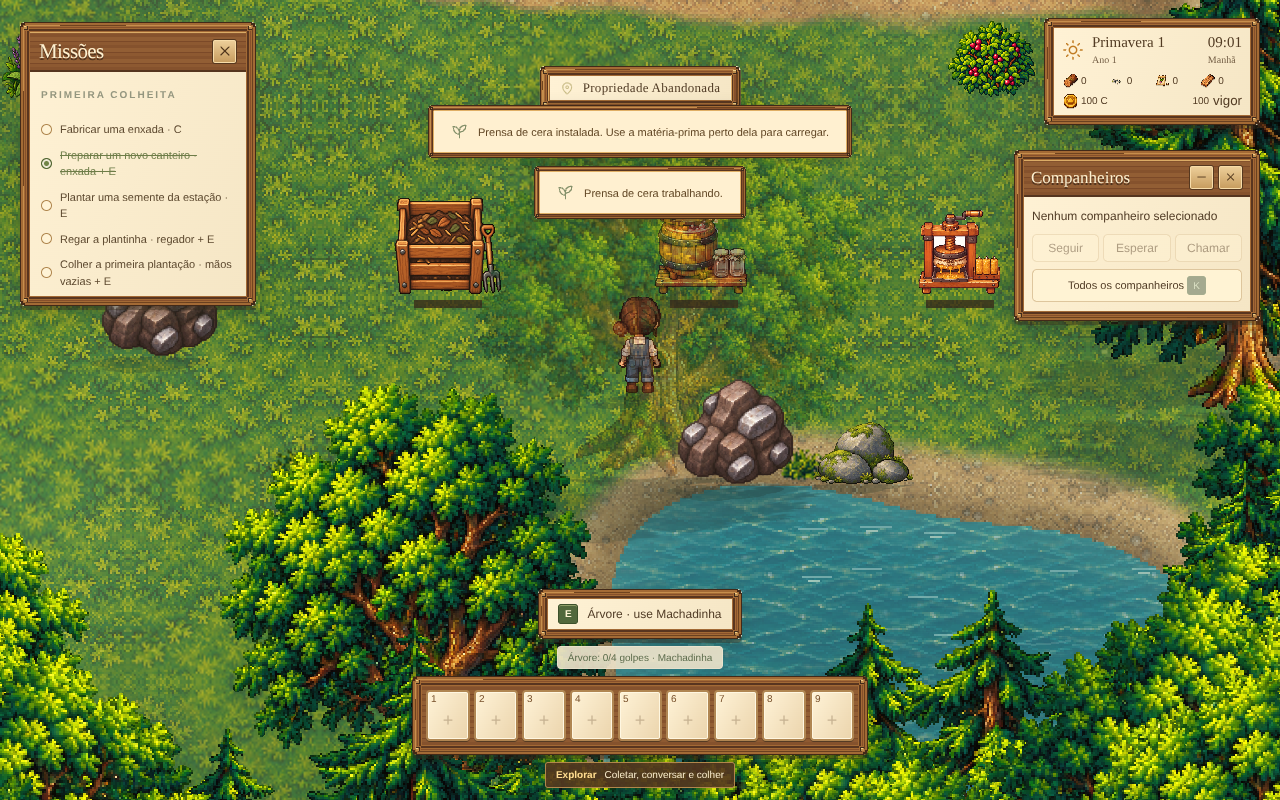 Missões
PRIMEIRA COLHEITA
Fabricar uma enxada · C
Preparar um novo canteiro ·
enxada + E
Plantar uma semente da estação ·
E
Regar a plantinha · regador + E
Colher a primeira plantação · mãos
vazias + E
Propriedade Abandonada
Prensa de cera instalada. Use a matéria-prima perto dela para carregar.
Prensa de cera trabalhando.
Primavera 1
09:01
Ano 1
Manhã
0
0
0
0
100 C
100 vigor
Companheiros
Nenhum companheiro selecionado
Seguir
Esperar
Chamar
Todos os companheiros K
E Árvore · use Machadinha
Árvore: 0/4 golpes · Machadinha
1 2 3 4 5 6 7 8 9
Explorar Coletar, conversar e colher